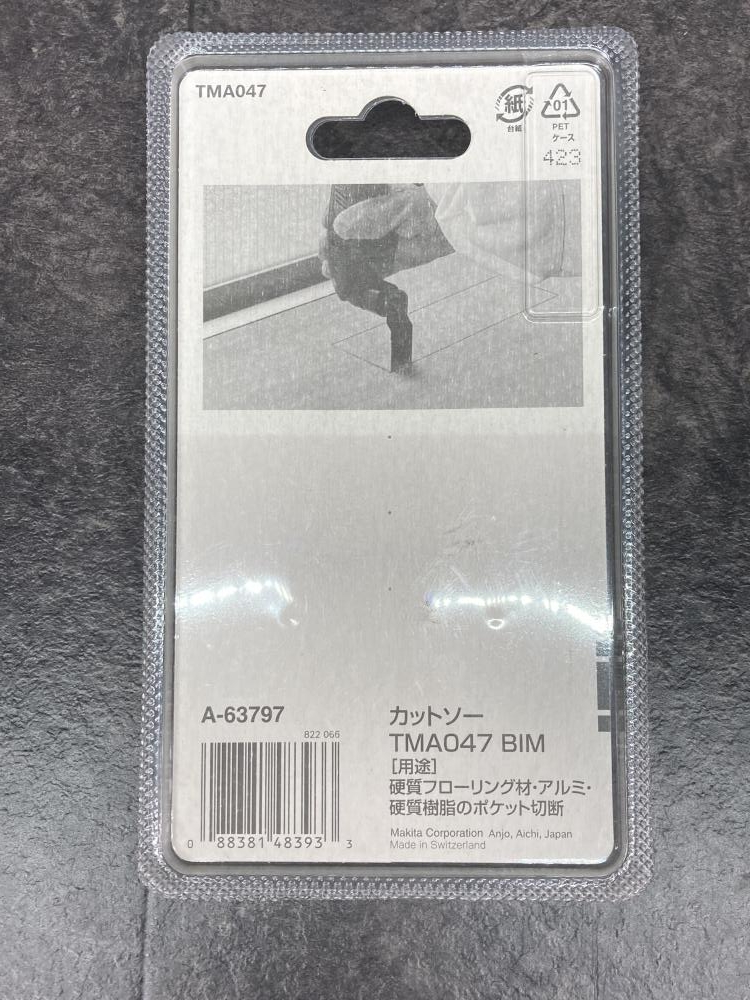 TMA047
紙
台紙
01
PET
ケース
423
A-63797
822 066
0 88381 48393 3
カットソー
TMA047 BIM
[用途]
硬質フローリング材・アルミ・
硬質樹脂のポケット切断
Makita Corporation Anjo, Aichi, Japan
Made in Switzerland